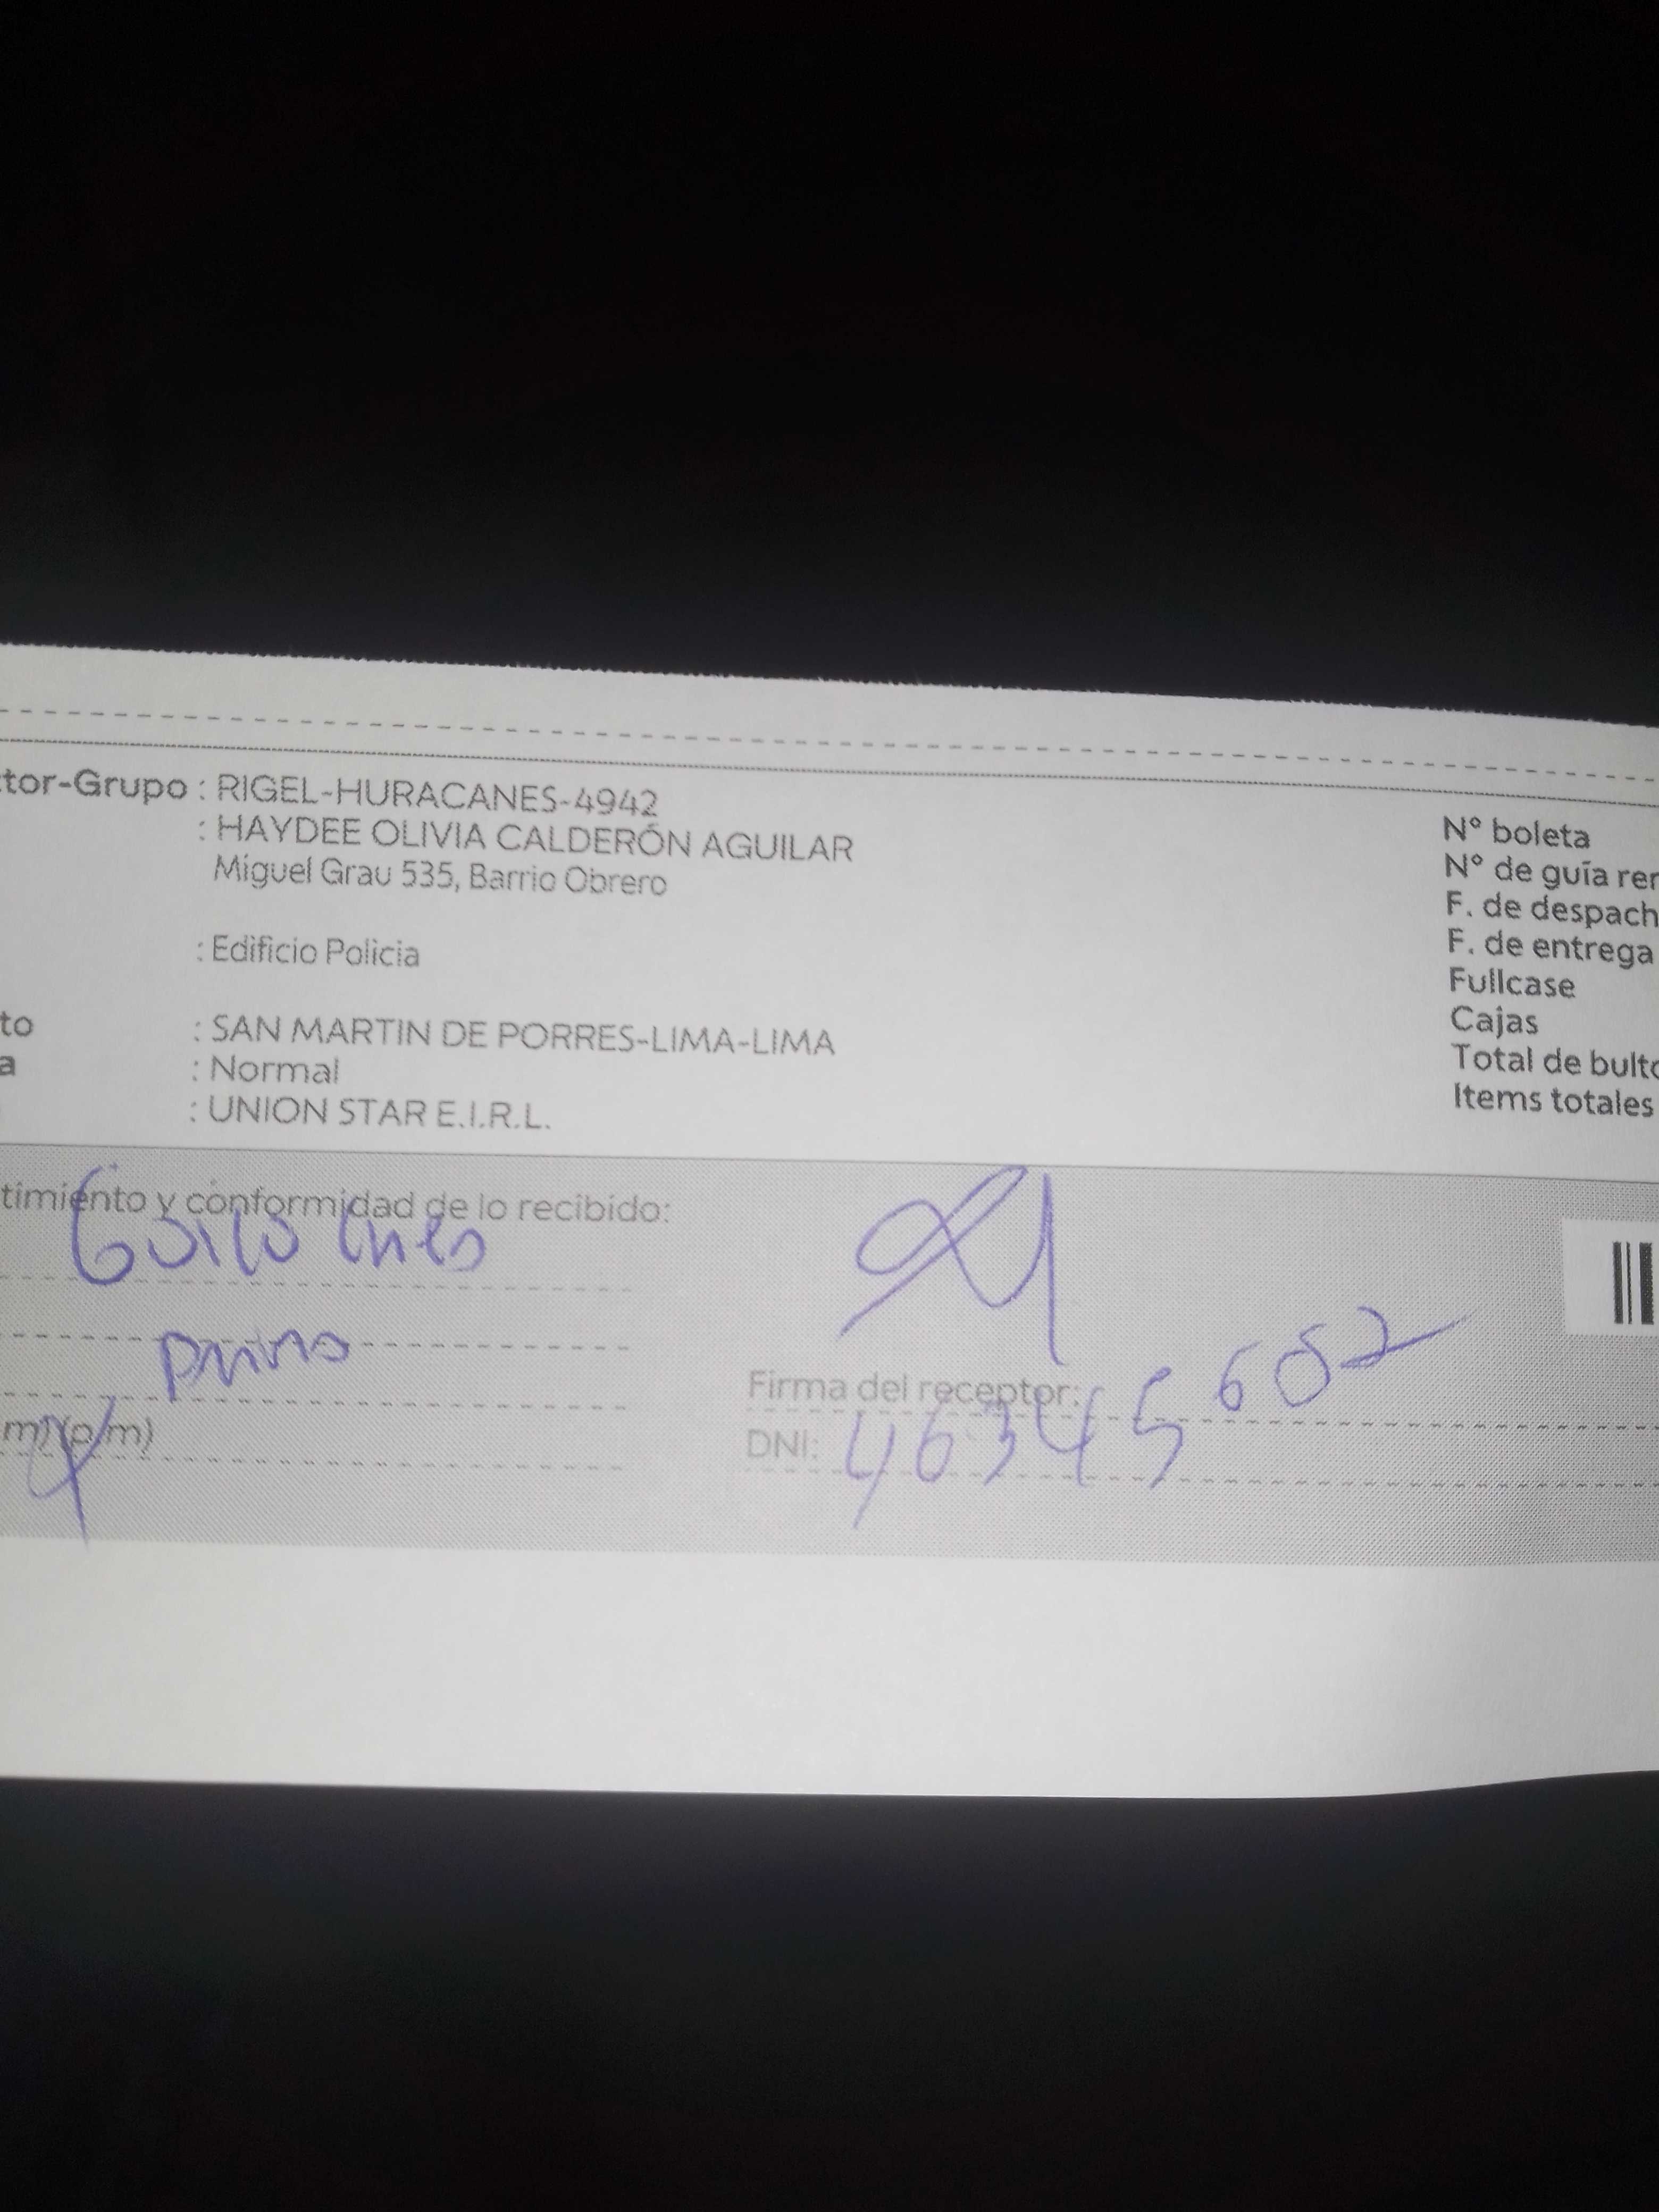 ctor-Grupo : RIGEL-HURACANES-4942
: HAYDEE OLIVIA CALDERÓN AGUILAR
Miguel Grau 535, Barrio Obrero
: Edificio Policia
to : SAN MARTIN DE PORRES-LIMA-LIMA
a : Normal
: UNION STAR E.I.R.L.
N° boleta
N° de guía rer
F. de despach
F. de entrega
Fullcase
Cajas
Total de bulto
Items totales
timiento y conformidad de lo recibido:
m) (p/m)
Firma del receptor:
DNI: 46345602